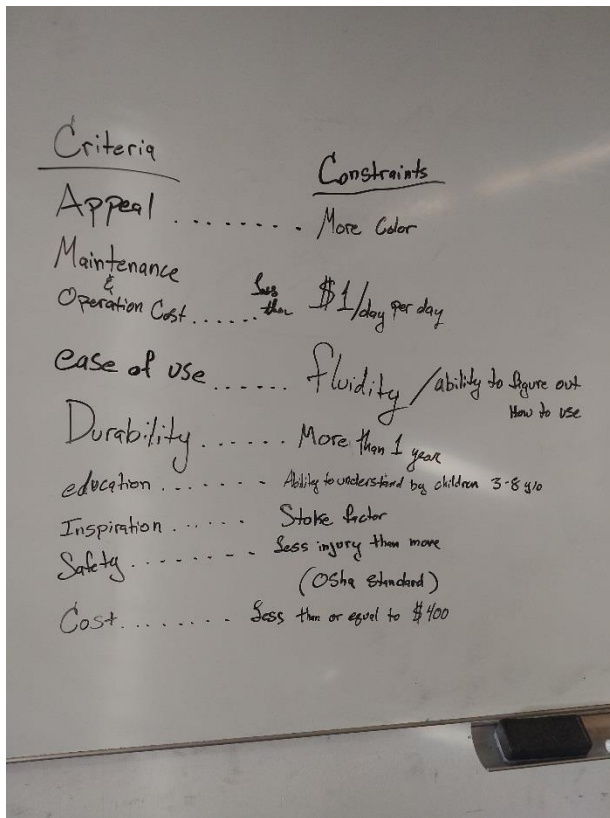 Criteria
Constraints
Appeal ........ More Color
Maintenance
&
Operation Cost ...... Less than $1/day per day
ease of use ...... fluidity / ability to figure out
How to use
Durability ...... More than 1 year
education ....... Ability to understand by children 3-8 y/o
Inspiration ...... Stoke factor
Safety ........ Less injury than more
(Osha Standard)
Cost ........ Less than or equal to $400